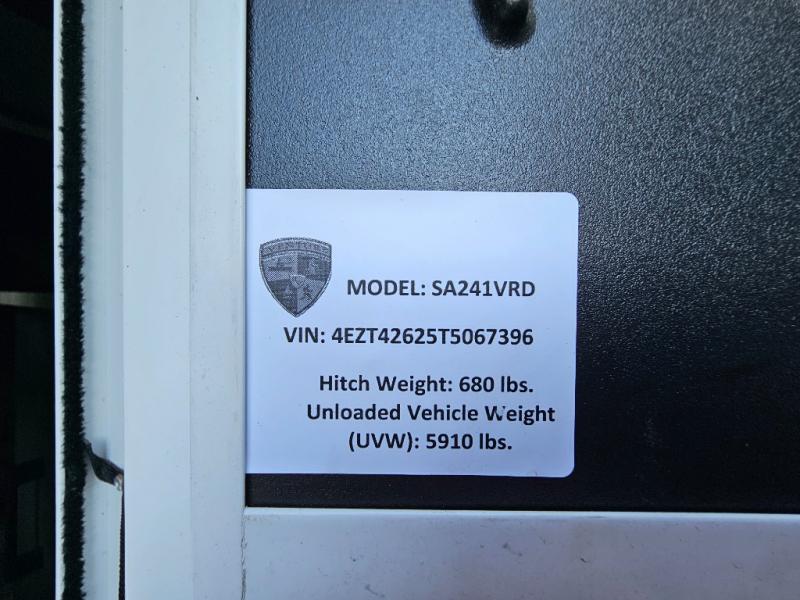 MODEL: SA241VRD
VIN: 4EZT42625T5067396
Hitch Weight: 680 lbs.
Unloaded Vehicle Weight
(UVW): 5910 lbs.